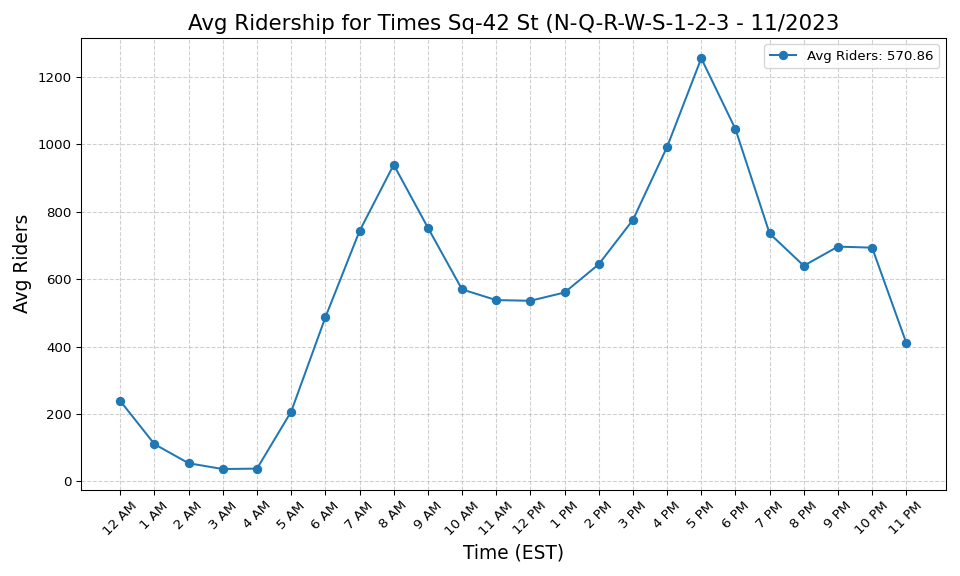 Avg Ridership for Times Sq-42 St (N-Q-R-W-S-1-2-3 - 11/2023
Avg Riders: 570.86
1200
1000
800
600
400
200
0
Avg Riders
12 AM
1 AM
2 AM
3 AM
4 AM
5 AM
6 AM
7 AM
8 AM
9 AM
10 AM
11 AM
12 PM
1 PM
2 PM
3 PM
4 PM
5 PM
6 PM
7 PM
8 PM
9 PM
10 PM
11 PM
Time (EST)